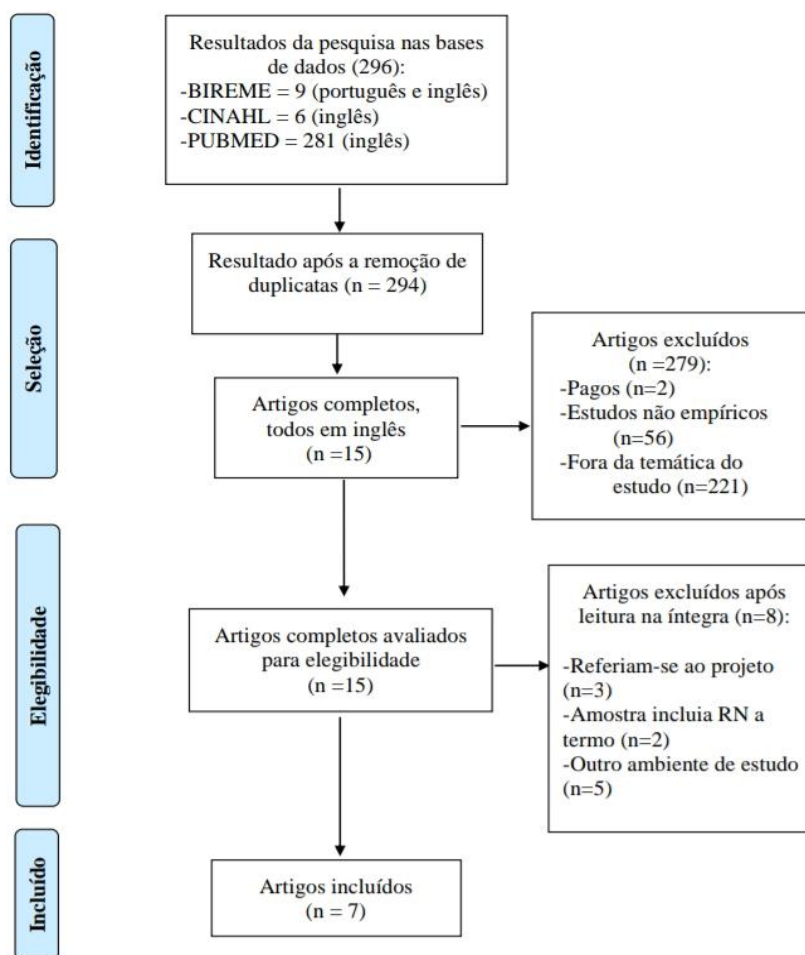 Identificação
Resultados da pesquisa nas bases
de dados (296):
-BIREME = 9 (português e inglês)
-CINAHL = 6 (inglês)
-PUBMED = 281 (inglês)
Seleção
Resultado após a remoção de
duplicatas (n = 294)
Artigos completos,
todos em inglês
(n =15)
Artigos excluídos
(n =279):
-Pagos (n=2)
-Estudos não empíricos
(n=56)
-Fora da temática do
estudo (n=221)
Elegibilidade
Artigos completos avaliados
para elegibilidade
(n =15)
Artigos excluídos após
leitura na íntegra (n=8):
-Referiam-se ao projeto
(n=3)
-Amostra incluia RN a
termo (n=2)
-Outro ambiente de estudo
(n=5)
Incluído
Artigos incluídos
(n = 7)